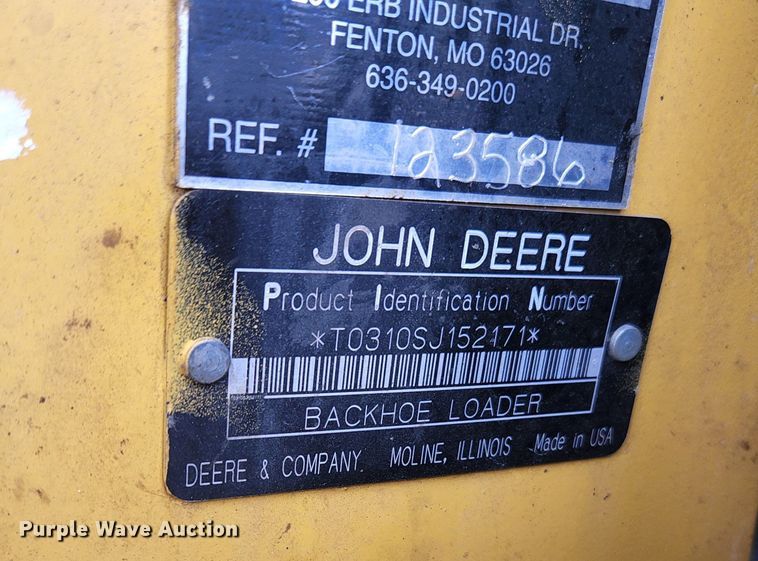 ERB INDUSTRIAL DR.
FENTON, MO 63026
636-349-0200
REF. # 123586
JOHN DEERE
Product Identification Number
*T0310SJ152171*
BACKHOE LOADER
DEERE & COMPANY. MOLINE, ILLINOIS Made in USA
Purple Wave Auction